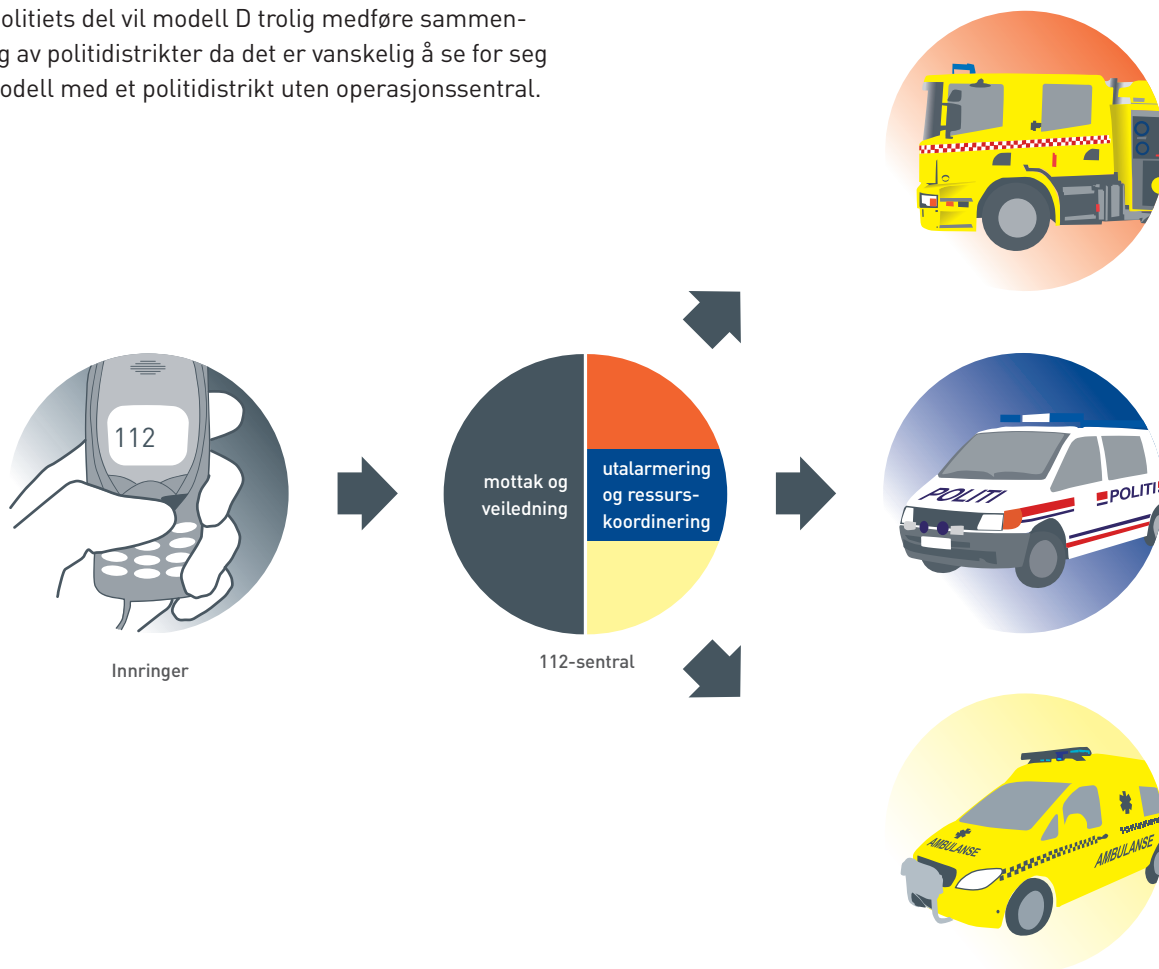 olitiets del vil modell D trolig medføre sammen-
g av politidistrikter da det er vanskelig å se for seg
odell med et politidistrikt uten operasjonssentral.
112
mottak og
veiledning
utalarmering
og ressurs-
koordinering
Innringer
112-sentral
POLITI
POLITI
AMBULANSE
AMBULANSE